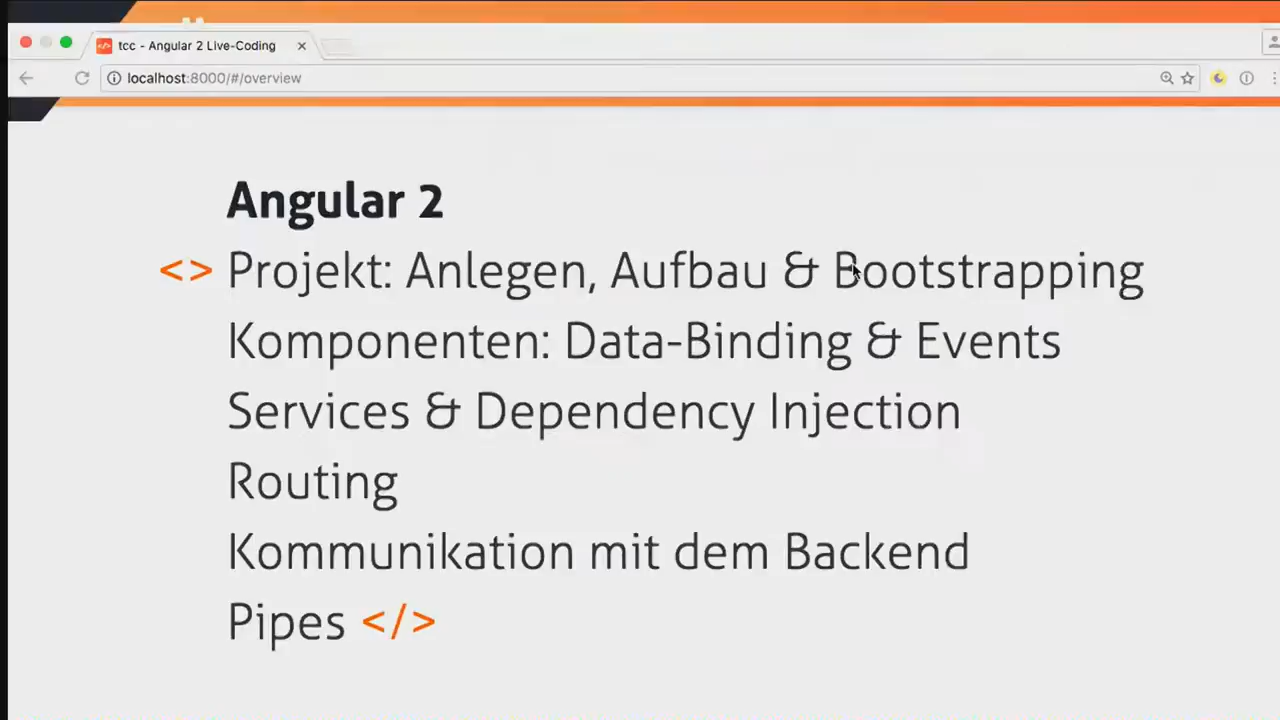 tcc - Angular 2 Live-Coding
localhost:8000/#/overview
Angular 2
<> Projekt: Anlegen, Aufbau & Bootstrapping
Komponenten: Data-Binding & Events
Services & Dependency Injection
Routing
Kommunikation mit dem Backend
Pipes </>